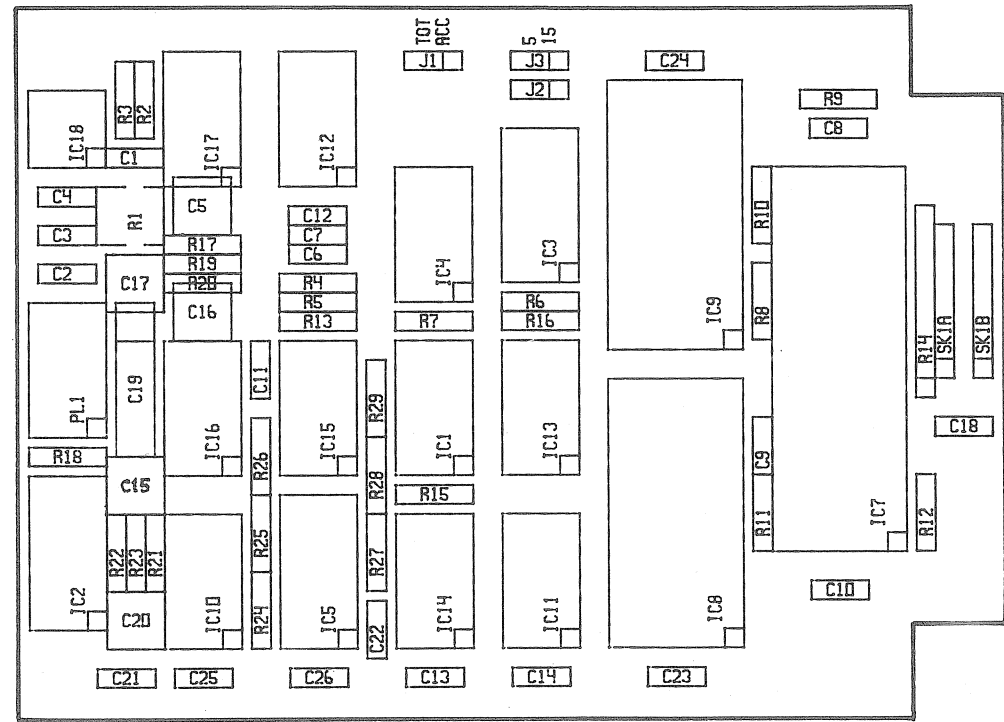 TOT
ACC
5
15
J1
J3
C24
J2
R3
R2
R9
C8
IC18
C1
IC17
IC12
C4
C3
C2
R1
C5
C12
C7
C6
IC4
IC3
R10
R17
R19
R20
C17
C16
R4
R5
R13
R7
R6
R16
IC9
R8
R14
SK1A
SK1B
PL1
C19
C11
R29
IC16
IC15
IC1
IC13
C18
R18
C15
R26
R28
R15
C9
R11
IC7
R12
R22
R23
R21
R25
R27
IC2
C20
IC10
R24
IC5
C22
IC14
IC11
IC8
C10
C21
C25
C26
C13
C14
C23